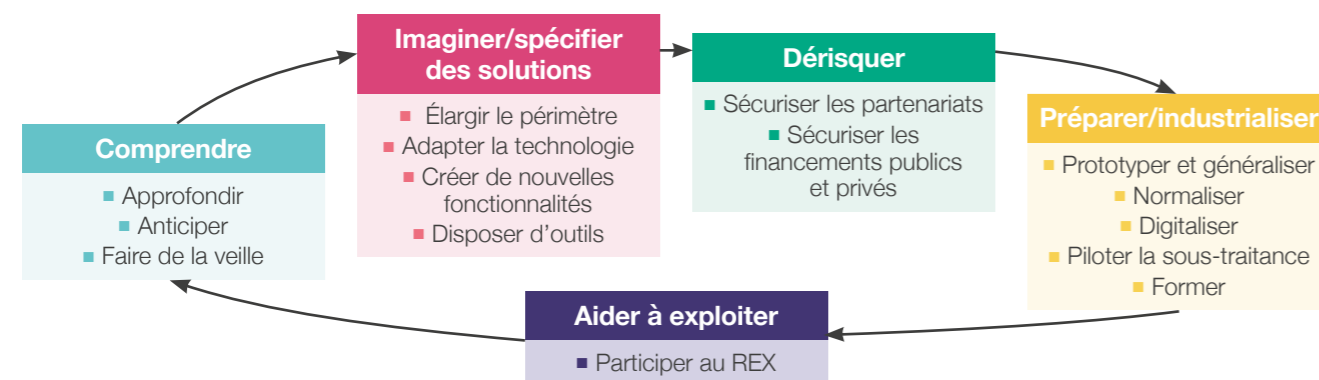 Comprendre
■ Approfondir
■ Anticiper
■ Faire de la veille
Imaginer/spécifier
des solutions
■ Élargir le périmètre
■ Adapter la technologie
■ Créer de nouvelles
fonctionnalités
■ Disposer d’outils
Dérisquer
■ Sécuriser les partenariats
■ Sécuriser les
financements publics
et privés
Préparer/industrialiser
■ Prototyper et généraliser
■ Normaliser
■ Digitaliser
■ Piloter la sous-traitance
■ Former
Aider à exploiter
■ Participer au REX